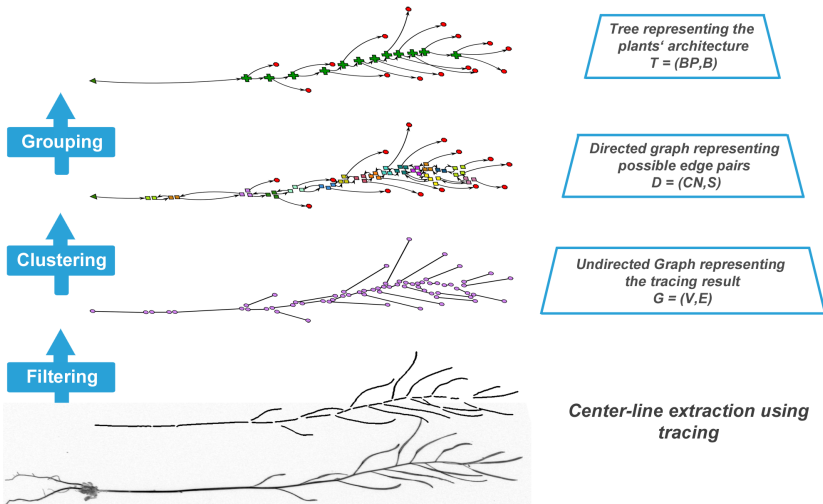 Tree representing the
plants‘ architecture
T = (BP,B)
Grouping
Directed graph representing
possible edge pairs
D = (CN,S)
Clustering
Undirected Graph representing
the tracing result
G = (V,E)
Filtering
Center-line extraction using
tracing